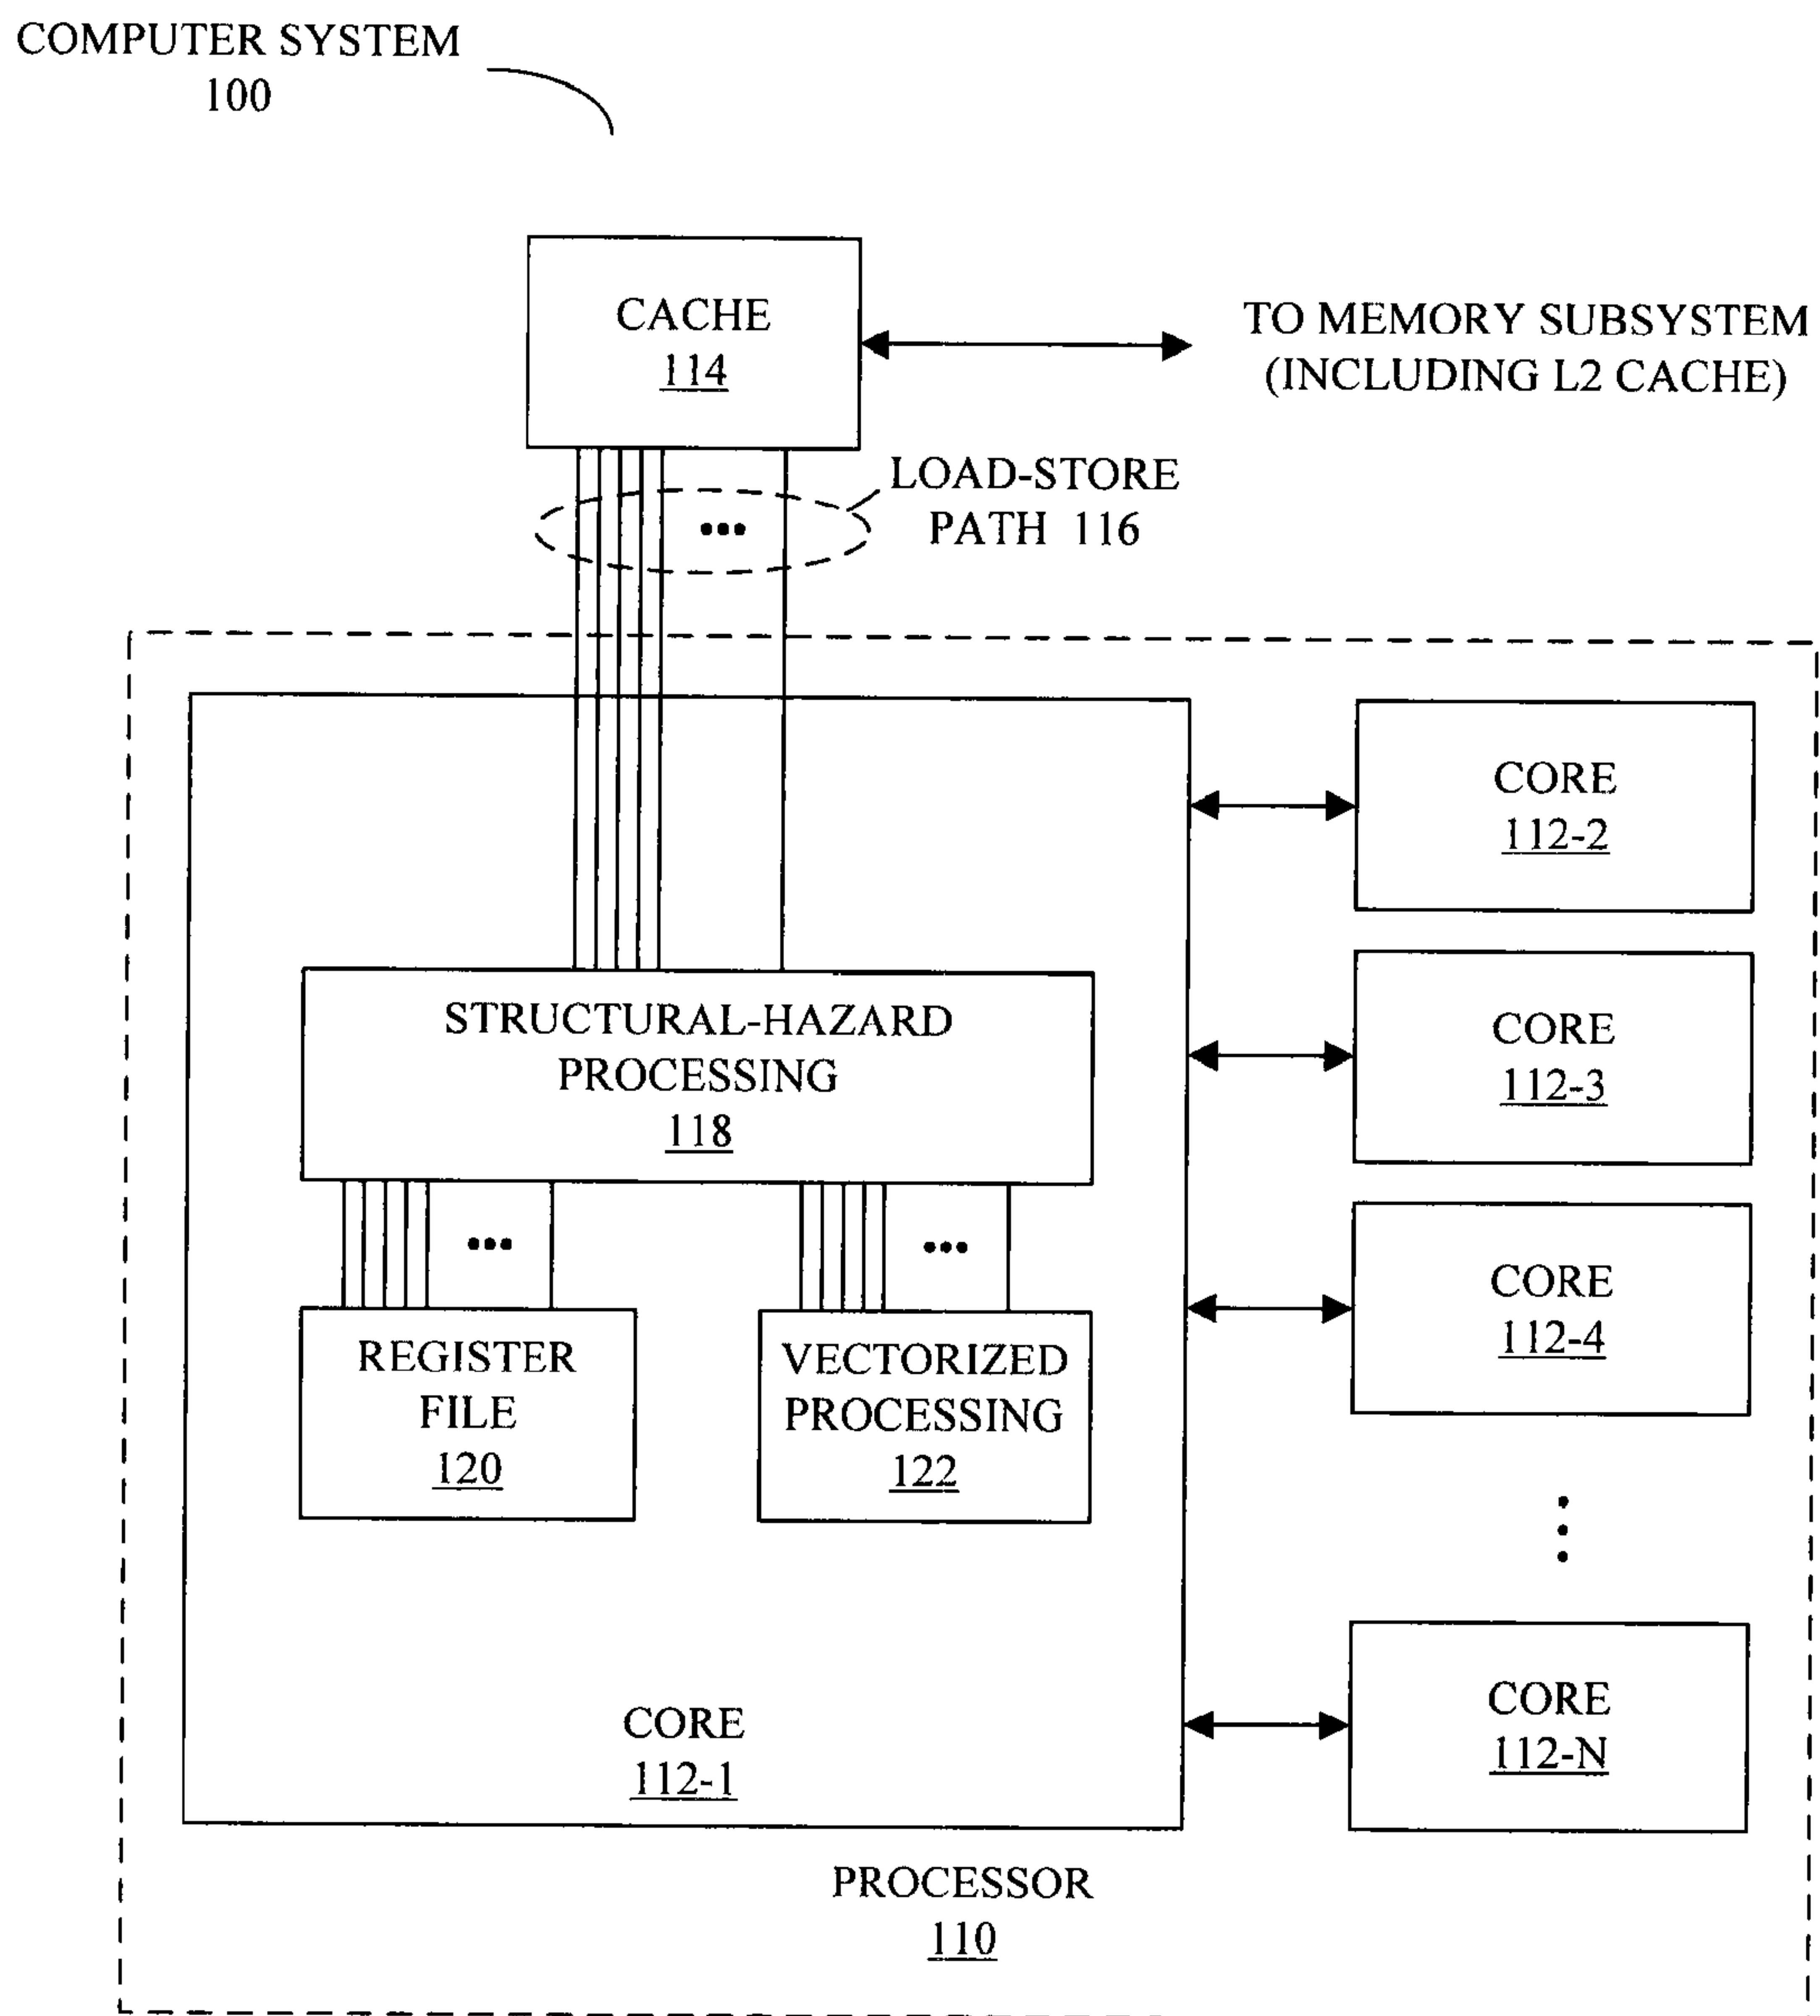 COMPUTER SYSTEM
100
CACHE
114
TO MEMORY SUBSYSTEM
(INCLUDING L2 CACHE)
LOAD-STORE
PATH 116
•••
CORE
112-2
STRUCTURAL-HAZARD
PROCESSING
118
CORE
112-3
•••
•••
CORE
112-4
REGISTER
FILE
120
VECTORIZED
PROCESSING
122
CORE
112-1
CORE
112-N
PROCESSOR
110